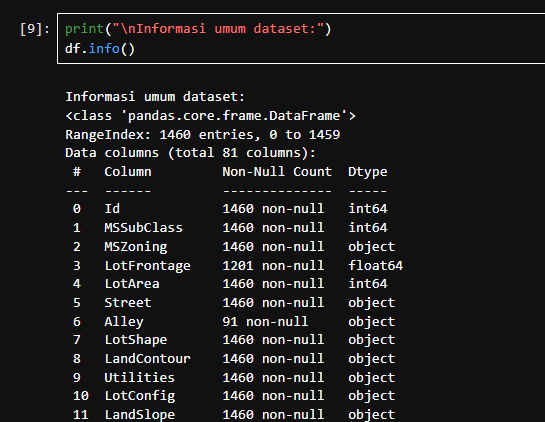 [9]: print("\nInformasi umum dataset:")
df.info()
Informasi umum dataset:
<class 'pandas.core.frame.DataFrame'>
RangeIndex: 1460 entries, 0 to 1459
Data columns (total 81 columns):
 #   Column         Non-Null Count  Dtype
---  ------         --------------  -----
 0   Id             1460 non-null   int64
 1   MSSubClass     1460 non-null   int64
 2   MSZoning       1460 non-null   object
 3   LotFrontage    1201 non-null   float64
 4   LotArea        1460 non-null   int64
 5   Street         1460 non-null   object
 6   Alley          91 non-null     object
 7   LotShape       1460 non-null   object
 8   LandContour    1460 non-null   object
 9   Utilities      1460 non-null   object
 10  LotConfig      1460 non-null   object
 11  LandSlope      1460 non-null   object